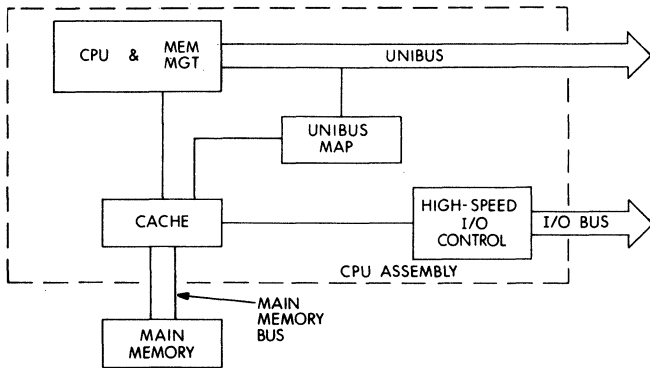 CPU & MEM
MGT
UNIBUS
UNIBUS
MAP
CACHE
HIGH-SPEED
I/O
CONTROL
I/O BUS
CPU ASSEMBLY
MAIN
MEMORY
BUS
MAIN
MEMORY